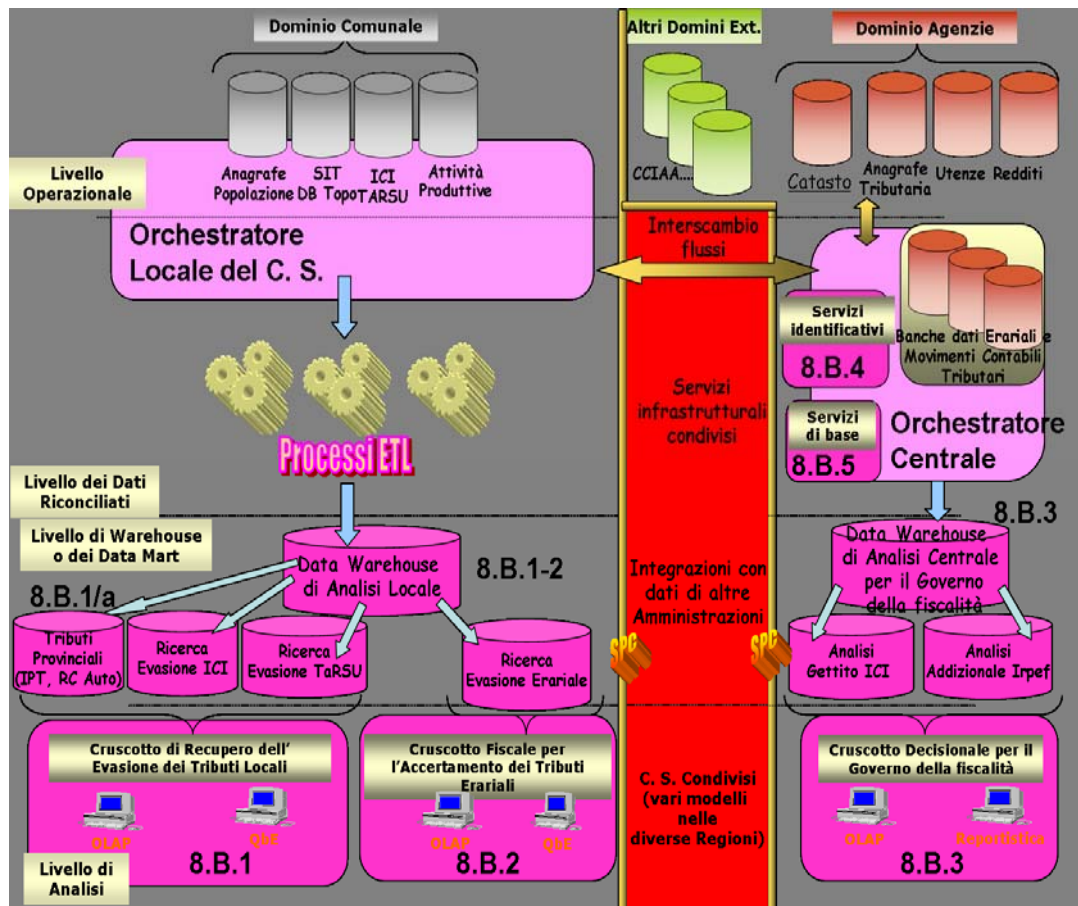 Dominio Comunale
Altri Domini Ext.
Dominio Agenzie
Livello
Operazionale
Anagrafe
Popolazione
SIT
DB Topo
ICI
TARSU
Attività
Produttive
CCIAA....
Catasto
Anagrafe
Tributaria
Utenze
Redditi
Orchestratore
Locale del C. S.
Interscambio
flussi
Servizi
identificativi
8.B.4
Banche dati Erariali e
Movimenti Contabili
Tributari
Servizi
infrastrutturali
condivisi
Servizi
di base
8.B.5
Orchestratore
Centrale
Processi ETL
Livello dei Dati
Riconciliati
Livello di Warehouse
o dei Data Mart
Data Warehouse
di Analisi Locale
8.B.1-2
8.B.1/a
Integrazioni con
dati di altre
Amministrazioni
8.B.3
Data Warehouse
di Analisi Centrale
per il Governo
della fiscalità
Tributi
Provinciali
(IPT, RC Auto)
Ricerca
Evasione ICI
Ricerca
Evasione TaRSU
Ricerca
Evasione Erariale
SPC
SPC
Analisi
Gettito ICI
Analisi
Addizionale Irpef
Cruscotto di Recupero dell'
Evasione dei Tributi Locali
OLAP
QbE
8.B.1
Cruscotto Fiscale per
l'Accertamento dei Tributi
Erariali
OLAP
QbE
8.B.2
C. S. Condivisi
(vari modelli
nelle
diverse Regioni)
Cruscotto Decisionale per il
Governo della fiscalità
OLAP
Reportistica
8.B.3
Livello di
Analisi